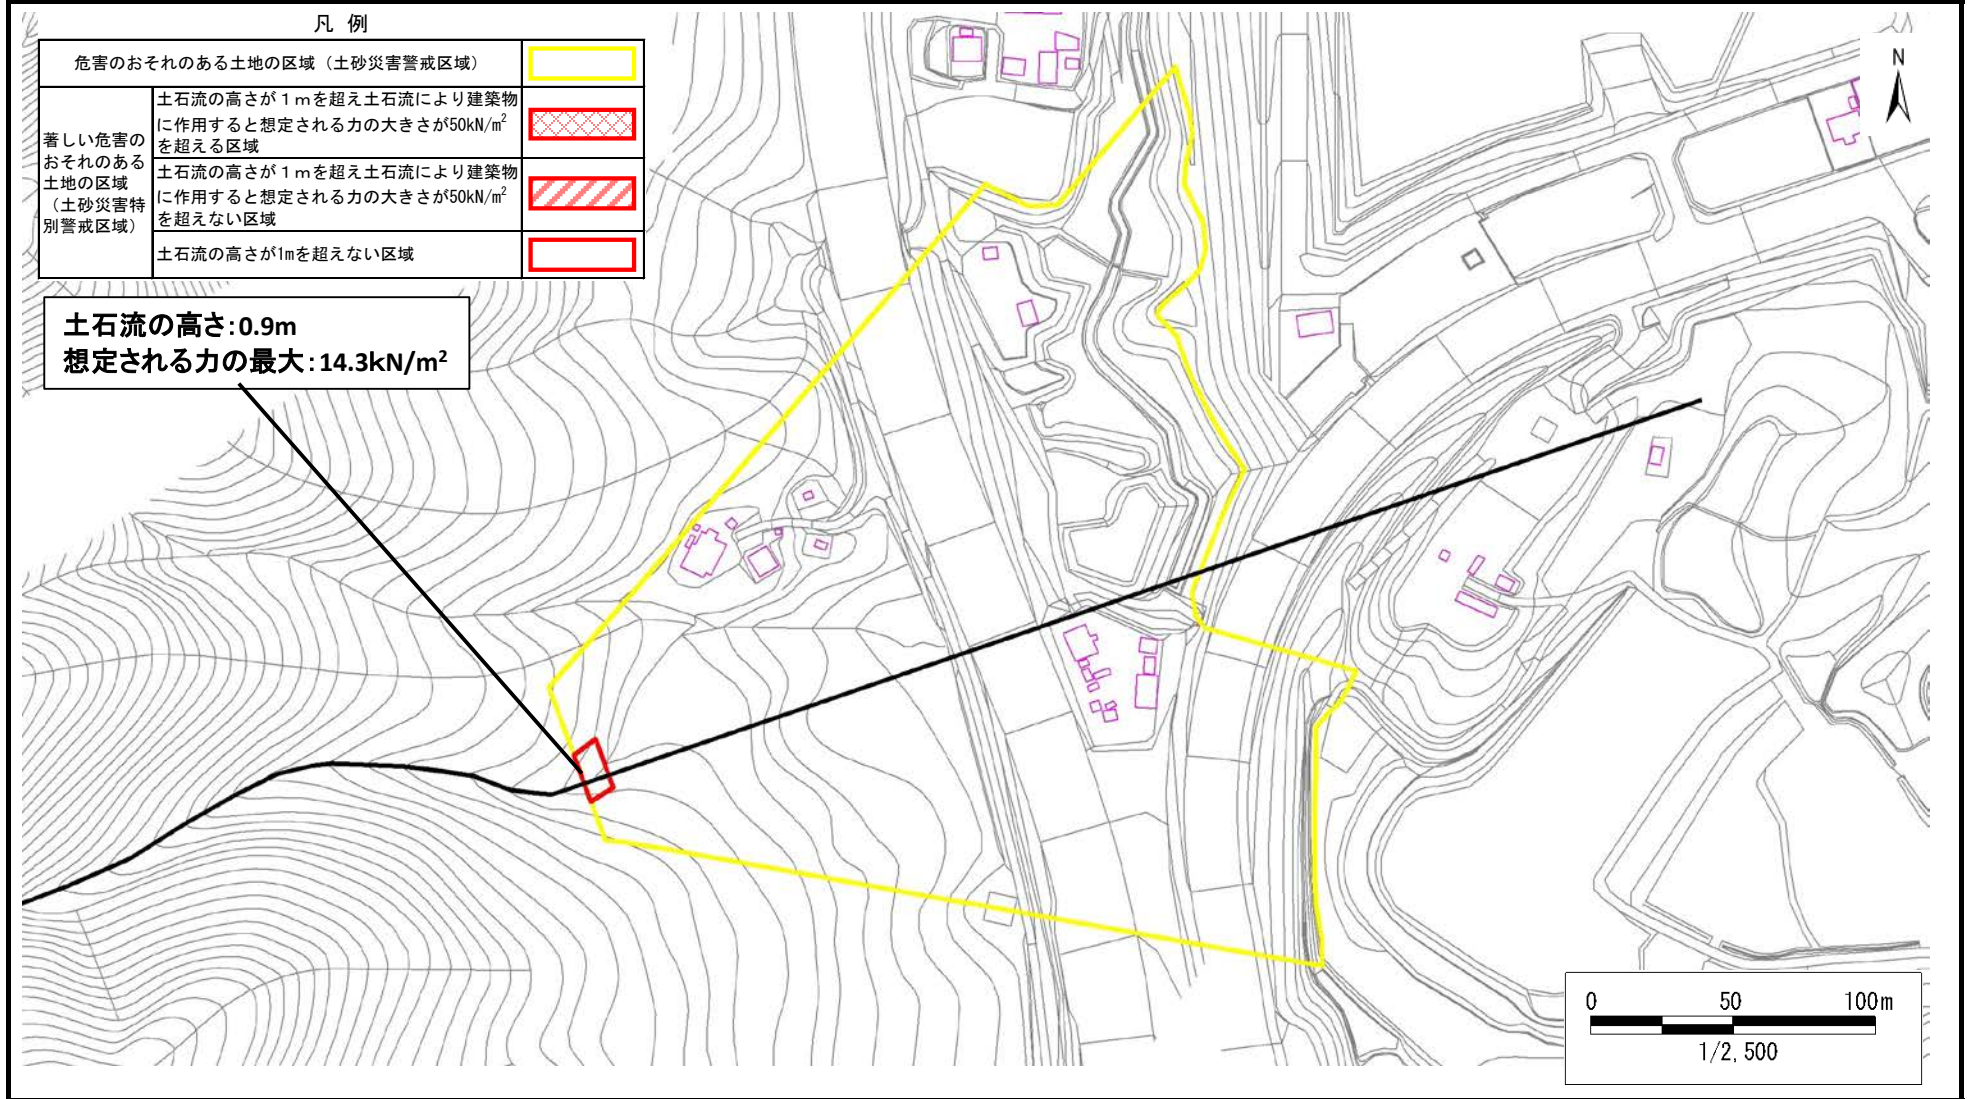 凡 例
危害のおそれのある土地の区域（土砂災害警戒区域）
著しい危害の
おそれのある
土地の区域
（土砂災害特
別警戒区域）
土石流の高さが１ｍを超え土石流により建築物
に作用すると想定される力の大きさが50kN/㎡
を超える区域
土石流の高さが１ｍを超え土石流により建築物
に作用すると想定される力の大きさが50kN/㎡
を超えない区域
土石流の高さが1mを超えない区域
土石流の高さ：0.9m
想定される力の最大：14.3kN/m²
N
0 50 100m
1/2,500